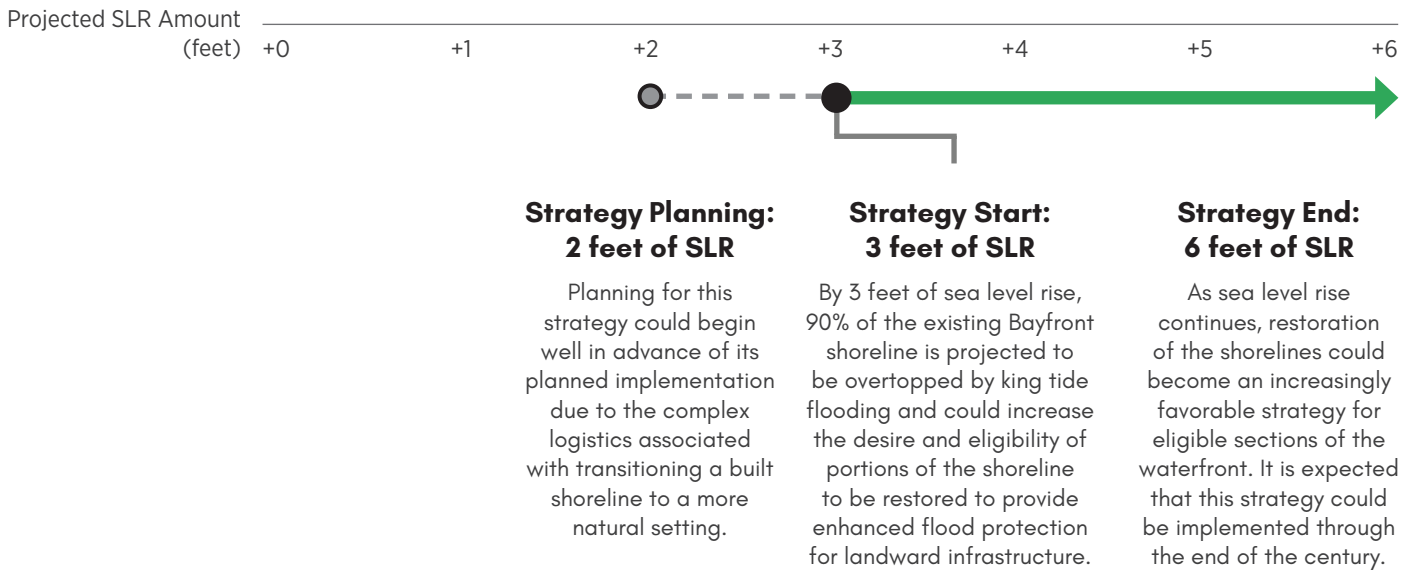 Projected SLR Amount
(feet) +0 +1 +2 +3 +4 +5 +6
Strategy Planning:
2 feet of SLR
Planning for this
strategy could begin
well in advance of its
planned implementation
due to the complex
logistics associated
with transitioning a built
shoreline to a more
natural setting.
Strategy Start:
3 feet of SLR
By 3 feet of sea level rise,
90% of the existing Bayfront
shoreline is projected to
be overtopped by king tide
flooding and could increase
the desire and eligibility of
portions of the shoreline
to be restored to provide
enhanced flood protection
for landward infrastructure.
Strategy End:
6 feet of SLR
As sea level rise
continues, restoration
of the shorelines could
become an increasingly
favorable strategy for
eligible sections of the
waterfront. It is expected
that this strategy could
be implemented through
the end of the century.